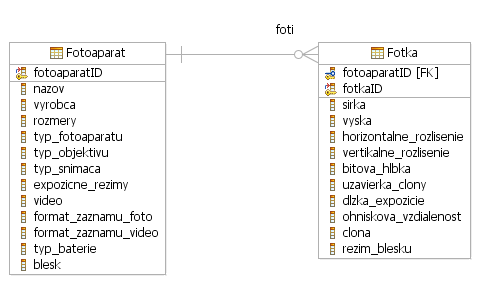 foti
Fotoaparat
fotoaparatID
nazov
vyrobca
rozmery
typ_fotoaparatu
typ_objektivu
typ_snimaca
expozicne_rezimy
video
format_zaznamu_foto
format_zaznamu_video
typ_baterie
blesk
Fotka
fotoaparatID [FK]
fotkaID
sirka
vyska
horizontalne_rozlisenie
vertikalne_rozlisenie
bitova_hlbka
uzavierka_clony
dlzka_expozicie
ohniskova_vzdialenost
clona
rezim_blesku